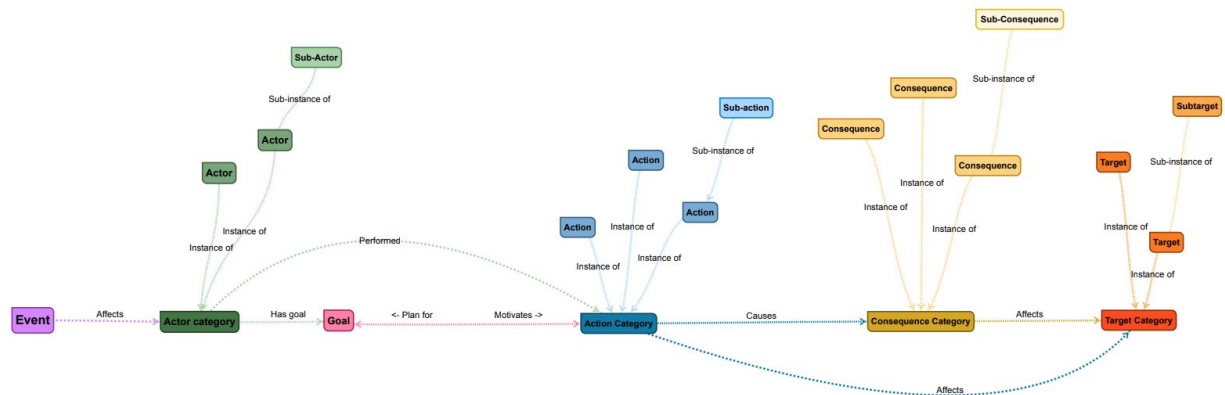 Sub-Consequence
Sub-Actor
Sub-instance of
Consequence
Sub-instance of
Sub-action
Subtarget
Consequence
Actor
Sub-instance of
Action
Consequence
Target
Sub-instance of
Actor
Instance of
Action
Instance of
Action
Instance of
Instance of
Target
Instance of
Instance of
Instance of
Performed
Instance of
Instance of
Instance of
Instance of
Event
Affects
Actor category
Has goal
Goal
<- Plan for
Motivates ->
Action Category
Causes
Consequence Category
Affects
Target Category
Affects